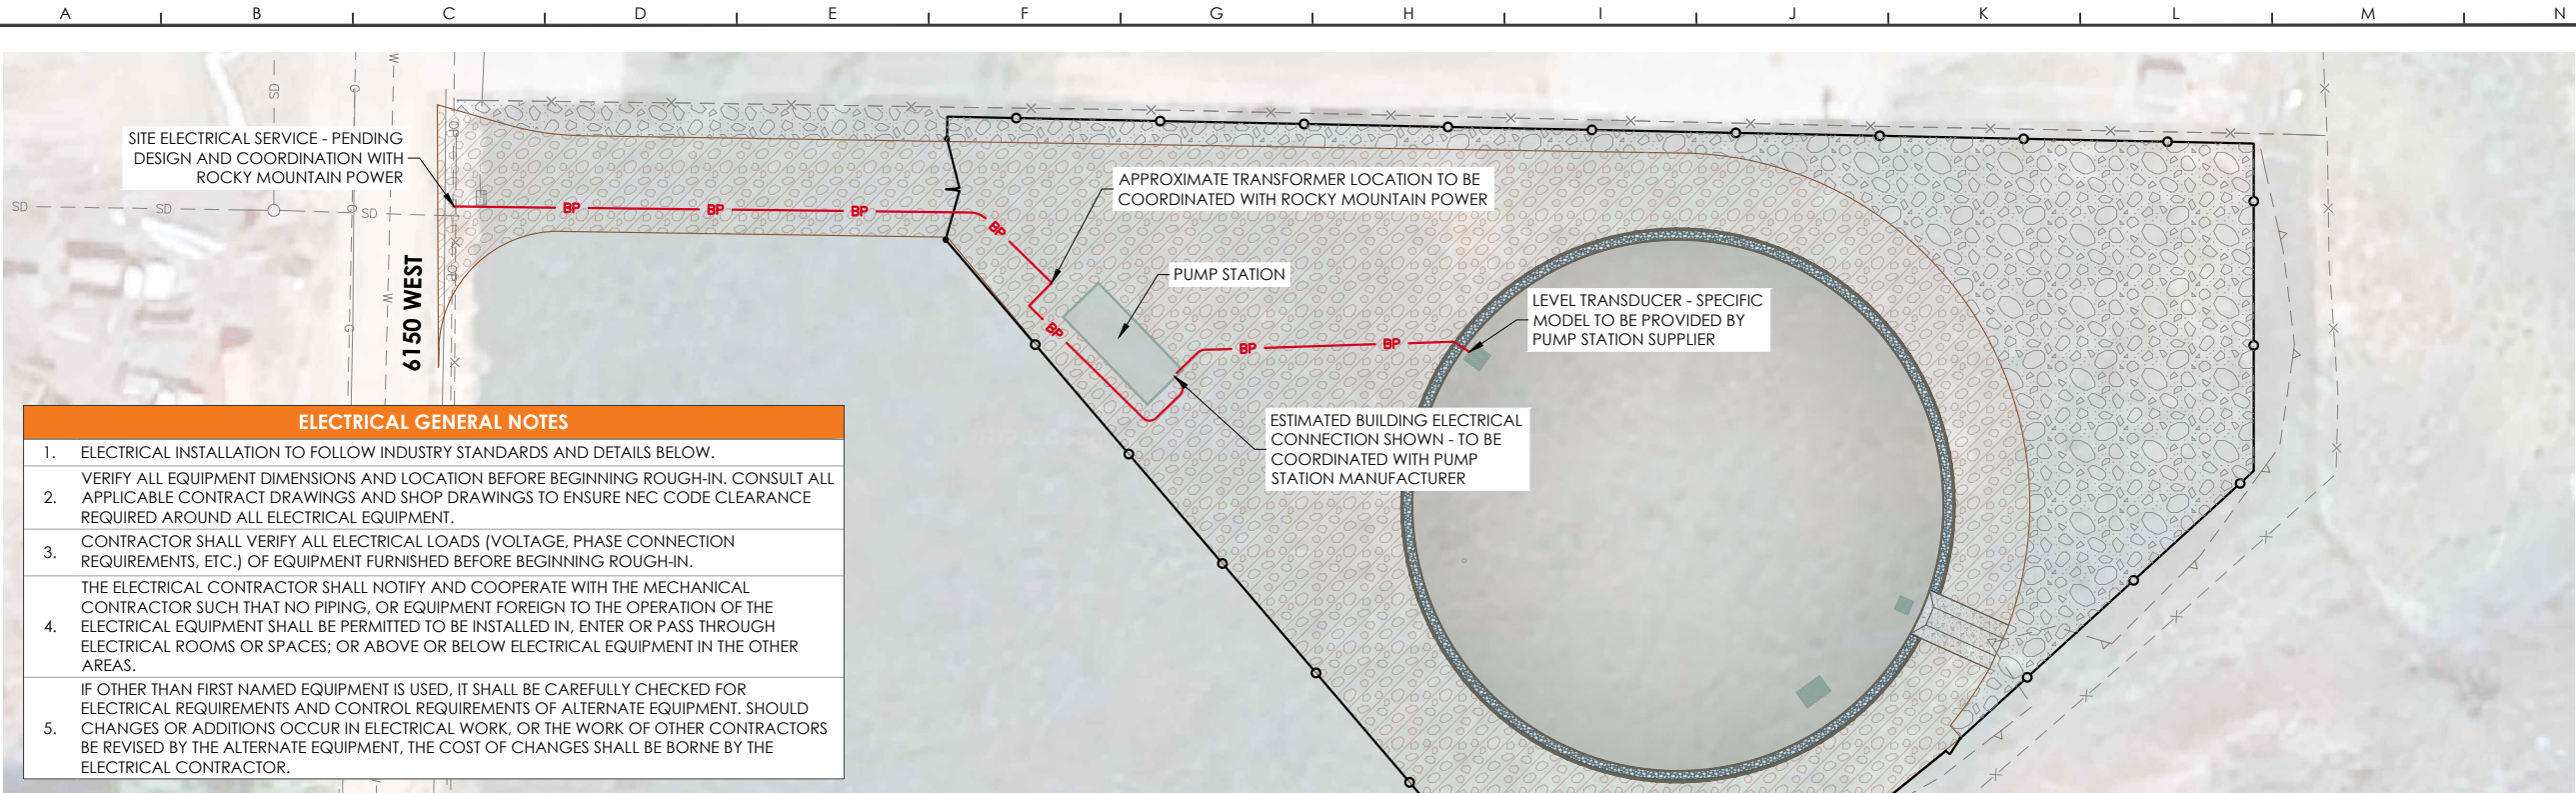 A B C D E F G H I J K L M N
SITE ELECTRICAL SERVICE - PENDING
DESIGN AND COORDINATION WITH
ROCKY MOUNTAIN POWER
APPROXIMATE TRANSFORMER LOCATION TO BE
COORDINATED WITH ROCKY MOUNTAIN POWER
PUMP STATION
LEVEL TRANSDUCER - SPECIFIC
MODEL TO BE PROVIDED BY
PUMP STATION SUPPLIER
ESTIMATED BUILDING ELECTRICAL
CONNECTION SHOWN - TO BE
COORDINATED WITH PUMP
STATION MANUFACTURER
SD SD SD
SD
G
G
G
W
W
W
OP
OP
BP BP BP
BP
BP
BP BP
6150 WEST
ELECTRICAL GENERAL NOTES
1. ELECTRICAL INSTALLATION TO FOLLOW INDUSTRY STANDARDS AND DETAILS BELOW.
VERIFY ALL EQUIPMENT DIMENSIONS AND LOCATION BEFORE BEGINNING ROUGH-IN. CONSULT ALL
2. APPLICABLE CONTRACT DRAWINGS AND SHOP DRAWINGS TO ENSURE NEC CODE CLEARANCE
REQUIRED AROUND ALL ELECTRICAL EQUIPMENT.
3. CONTRACTOR SHALL VERIFY ALL ELECTRICAL LOADS (VOLTAGE, PHASE CONNECTION
REQUIREMENTS, ETC.) OF EQUIPMENT FURNISHED BEFORE BEGINNING ROUGH-IN.
THE ELECTRICAL CONTRACTOR SHALL NOTIFY AND COOPERATE WITH THE MECHANICAL
CONTRACTOR SUCH THAT NO PIPING, OR EQUIPMENT FOREIGN TO THE OPERATION OF THE
4. ELECTRICAL EQUIPMENT SHALL BE PERMITTED TO BE INSTALLED IN, ENTER OR PASS THROUGH
ELECTRICAL ROOMS OR SPACES; OR ABOVE OR BELOW ELECTRICAL EQUIPMENT IN THE OTHER
AREAS.
IF OTHER THAN FIRST NAMED EQUIPMENT IS USED, IT SHALL BE CAREFULLY CHECKED FOR
ELECTRICAL REQUIREMENTS AND CONTROL REQUIREMENTS OF ALTERNATE EQUIPMENT. SHOULD
5. CHANGES OR ADDITIONS OCCUR IN ELECTRICAL WORK, OR THE WORK OF OTHER CONTRACTORS
BE REVISED BY THE ALTERNATE EQUIPMENT, THE COST OF CHANGES SHALL BE BORNE BY THE
ELECTRICAL CONTRACTOR.